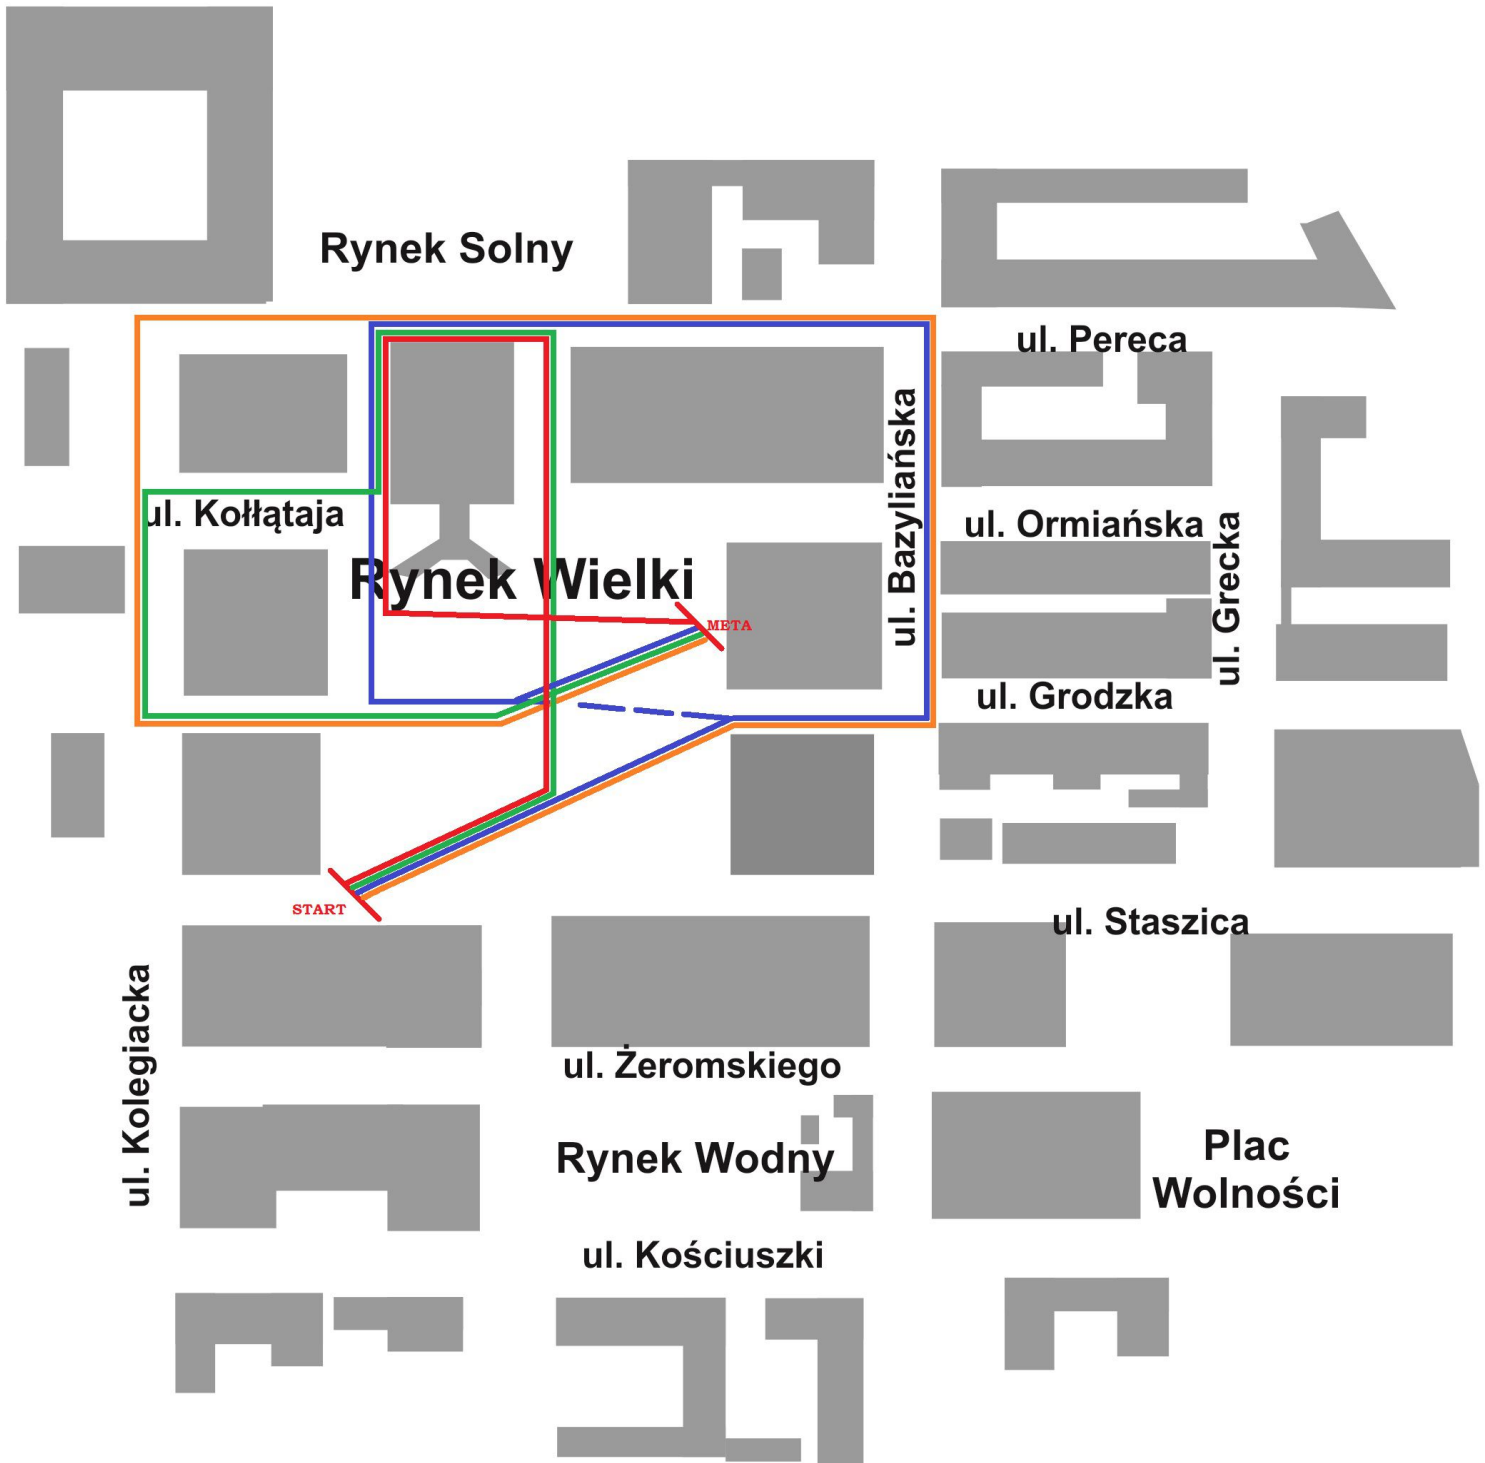 Rynek Solny
ul. Pereca
ul. Bazyliańska
ul. Kołłątaja
ul. Ormiańska
ul. Grecka
Rynek Wielki
META
ul. Grodzka
START
ul. Staszica
ul. Kolegiacka
ul. Żeromskiego
Rynek Wodny
Plac
Wolności
ul. Kościuszki